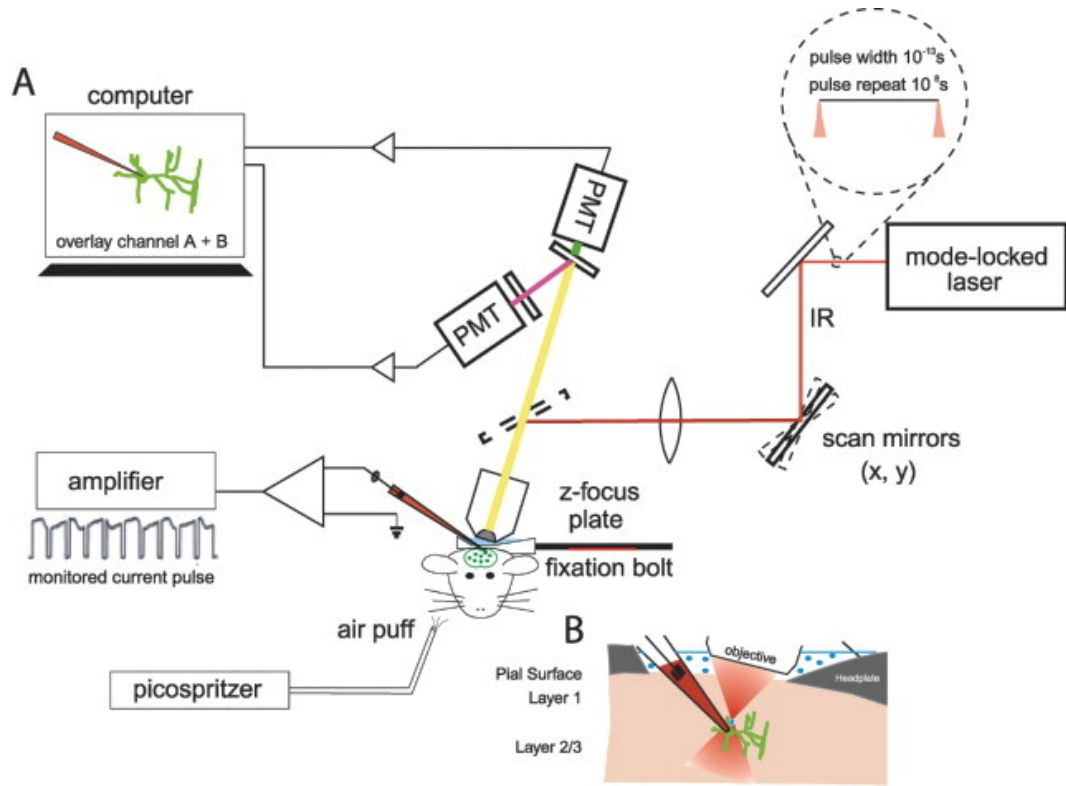 A
computer
overlay channel A + B
PMT
PMT
pulse width 10⁻¹³s
pulse repeat 10 ⁸s
mode-locked
laser
IR
scan mirrors
(x, y)
amplifier
monitored current pulse
z-focus
plate
fixation bolt
air puff
picospritzer
B
objective
Headplate
Pial Surface
Layer 1
Layer 2/3